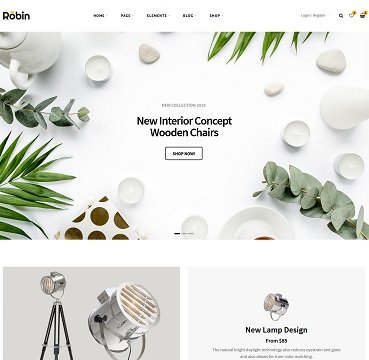 Robin
HOME PAGE ELEMENTS BLOG SHOP
Login / Register
NEW COLLECTION 2023
New Interior Concept
Wooden Chairs
SHOP NOW!
New Lamp Design
From $85
The natural bright daylight technology also reduces eyestrain and glare
and also allows for truer color matching.